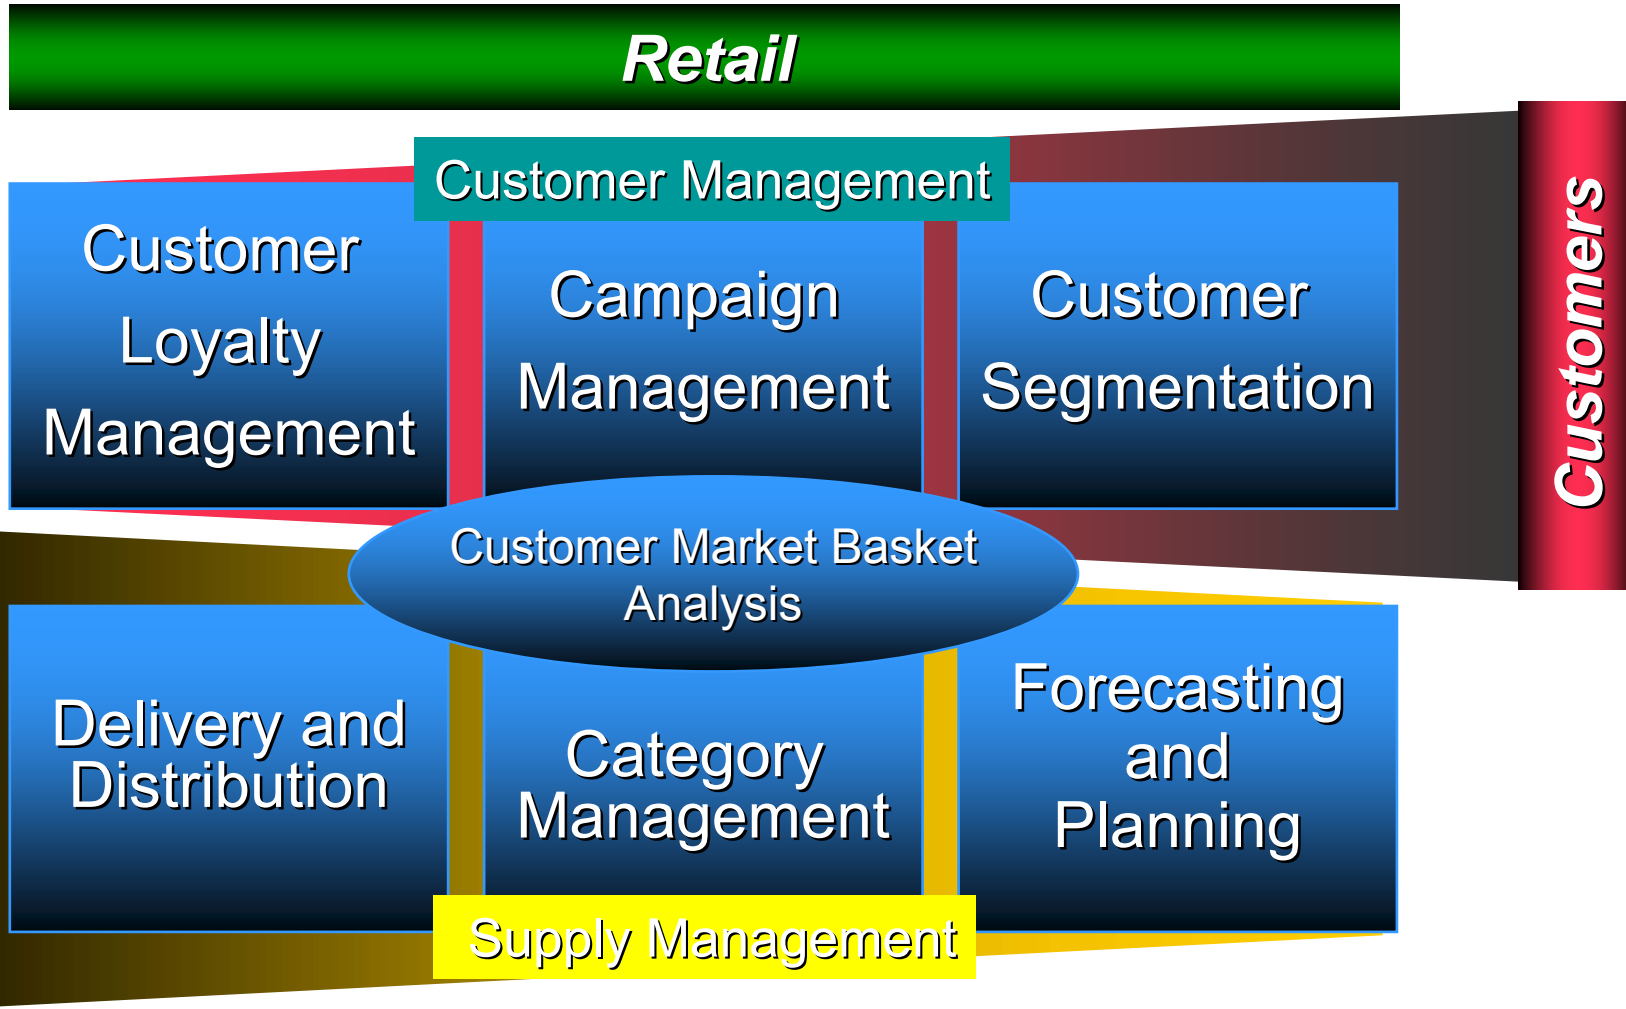 Retail
Customer Management
Customer
Loyalty
Management
Campaign
Management
Customer
Segmentation
Customers
Customer Market Basket
Analysis
Delivery and
Distribution
Category
Management
Forecasting
and
Planning
Supply Management